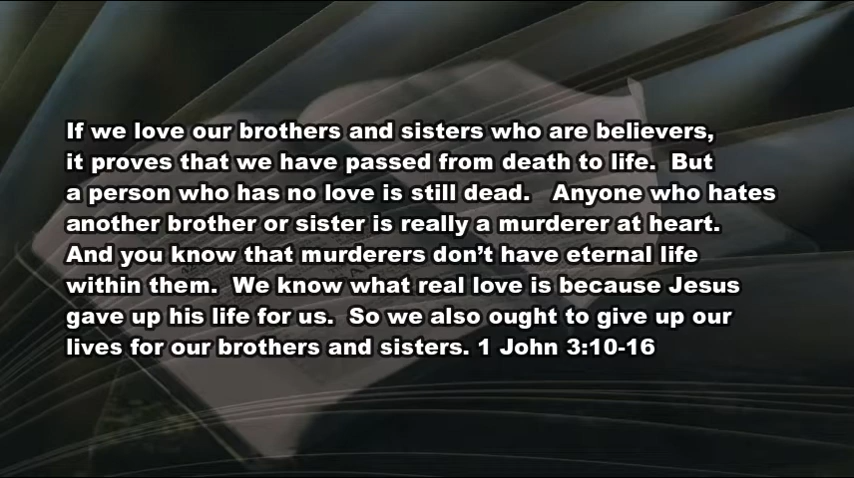 If we love our brothers and sisters who are believers,
it proves that we have passed from death to life.  But
a person who has no love is still dead.   Anyone who hates
another brother or sister is really a murderer at heart.
And you know that murderers don’t have eternal life
within them.  We know what real love is because Jesus
gave up his life for us.  So we also ought to give up our
lives for our brothers and sisters. 1 John 3:10-16